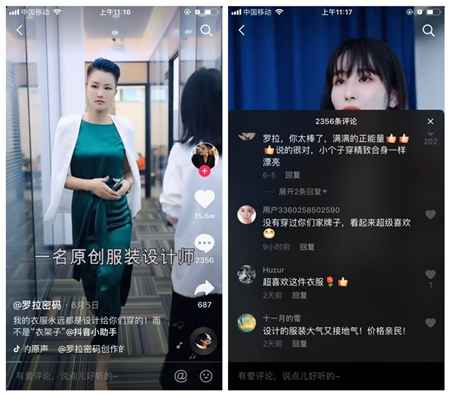 中国移动
上午11:16
35.6w
2356
687
一名原创服装设计师
@罗拉密码 · 6月5日
我的衣服永远都是设计给你们穿的！而
不是"衣架子"@抖音小助手
的原声 @罗拉密码创作的
有爱评论，说点儿好听的~
中国移动
上午11:17
2356条评论
罗拉，你太棒了，满满的正能量
说的很对，小个子穿精致合身一样
漂亮
202
6-5 回复
展开2条回复
用户3360258502590
没有穿过你们家牌子，看起来超级喜欢
9小时前 回复
Huzur
超喜欢这件衣服
2天前 回复
十一月的雪
设计的服装大气又接地气！价格亲民！
2天前 回复
有爱评论，说点儿好听的~